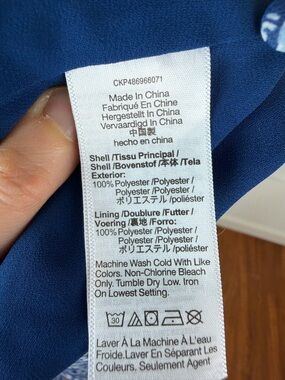 CKP486966071
Made In China
Fabriqué En Chine
Hergestellt In China
Vervaardigd In China
中国製
hecho en china
Shell /Tissu Principal /
Shell /Bovenstof /本体 /Tela
Exterior:
100% Polyester /Polyester /
Polyester /Polyester /
ポリエステル /poliéster
Lining /Doublure /Futter /
Voering /裏地 /Forro:
100% Polyester /Polyester /
Polyester /Polyester /
ポリエステル /poliéster
Machine Wash Cold With Like
Colors. Non-Chlorine Bleach
Only. Tumble Dry Low. Iron
On Lowest Setting.
30
Laver À La Machine À L'eau
Froide.Laver En Séparant Les
Couleurs. Seulement Agent